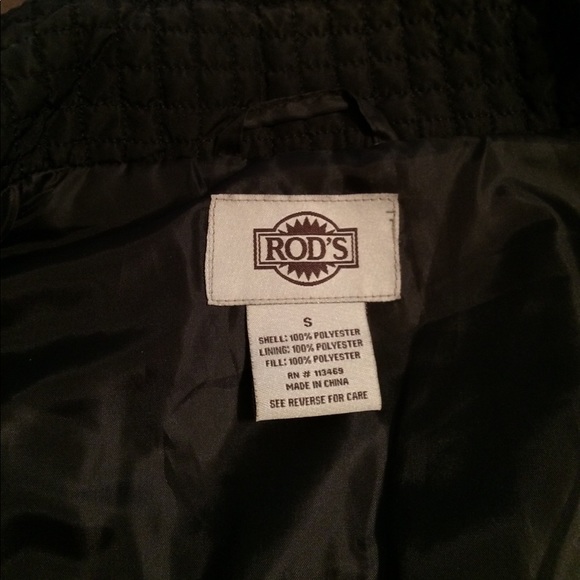 ROD'S
S
SHELL: 100% POLYESTER
LINING: 100% POLYESTER
FILL: 100% POLYESTER
RN # 113469
MADE IN CHINA
SEE REVERSE FOR CARE